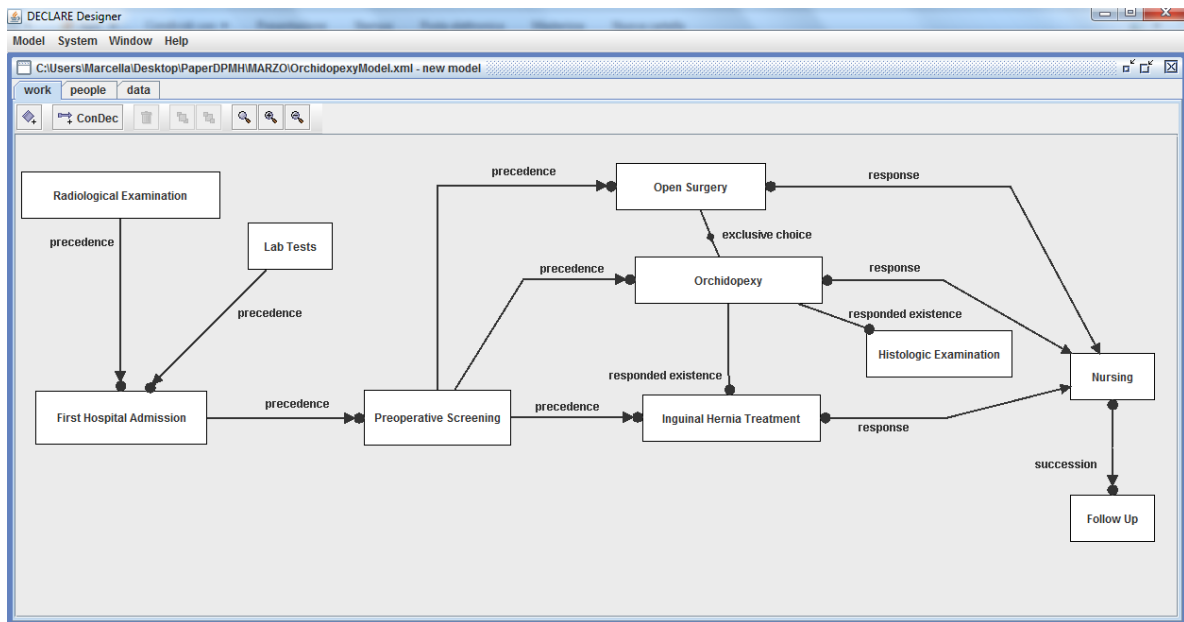 DECLARE Designer
Model System Window Help
C:\Users\Marcella\Desktop\PaperDPMH\MARZO\OrchidopexyModel.xml - new model
work people data
ConDec
precedence
Open Surgery
response
Radiological Examination
precedence
Lab Tests
exclusive choice
precedence
Orchidopexy
response
precedence
responded existence
Histologic Examination
Nursing
responded existence
First Hospital Admission
precedence
Preoperative Screening
precedence
Inguinal Hernia Treatment
response
succession
Follow Up